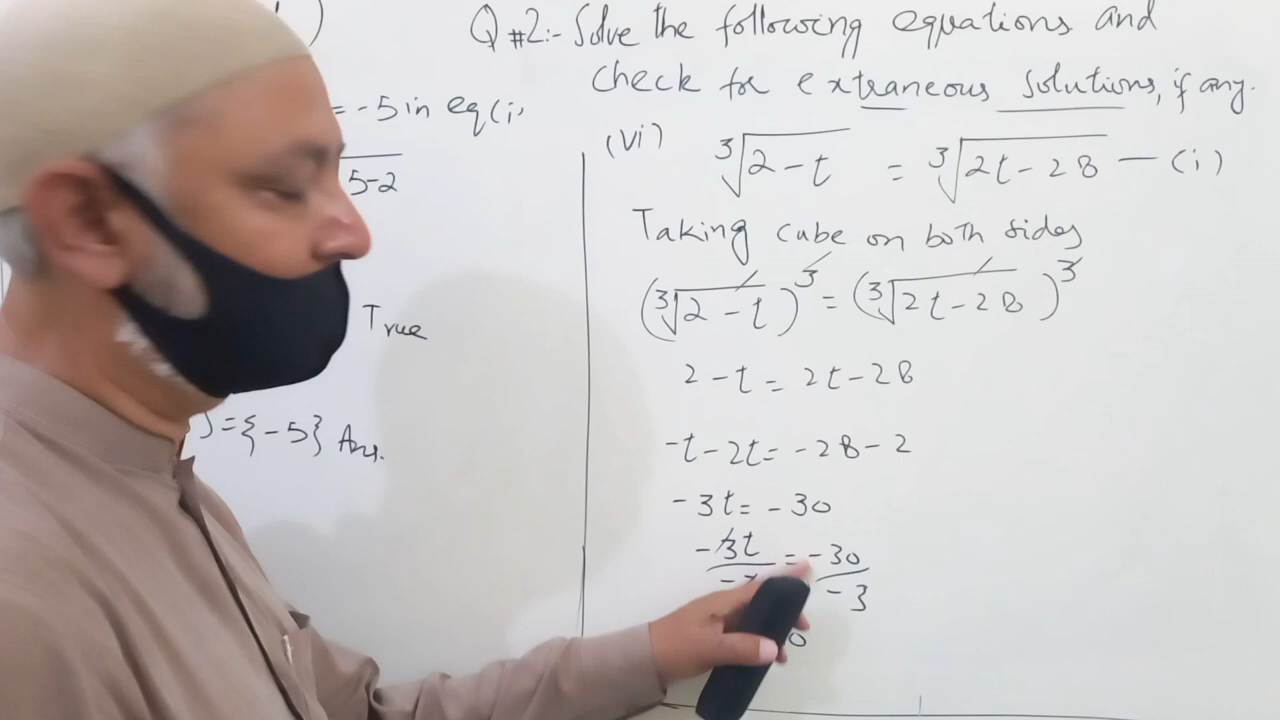 = -5 in eq(i)
5-2
True
= {-5} Ans.
Q #2:- Solve the following equations and
check for extraneous solutions, if any.
(vi) ∛(2-t) = ∛(2t-28) — (i)
Taking cube on both sides
(∛(2-t))³ = (∛(2t-28))³
2-t = 2t-28
-t-2t = -28-2
-3t = -30
-3t/- = -30/-3
0